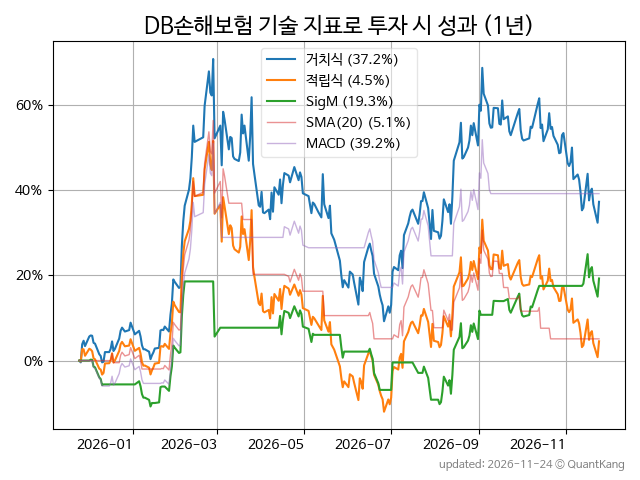 DB손해보험 기술 지표로 투자 시 성과 (1년)
거치식 (37.2%)
적립식 (4.5%)
SigM (19.3%)
SMA(20) (5.1%)
MACD (39.2%)
60%
40%
20%
0%
2026-01 2026-03 2026-05 2026-07 2026-09 2026-11
updated: 2026-11-24 © QuantKang